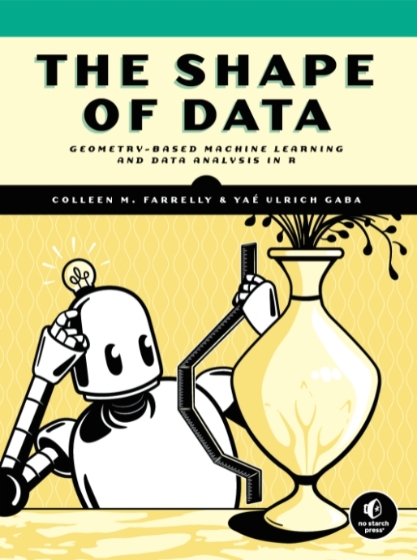 THE SHAPE
OF DATA
GEOMETRY-BASED MACHINE LEARNING
AND DATA ANALYSIS IN R
COLLEEN M. FARRELLY & YAÉ ULRICH GABA
no starch
press®